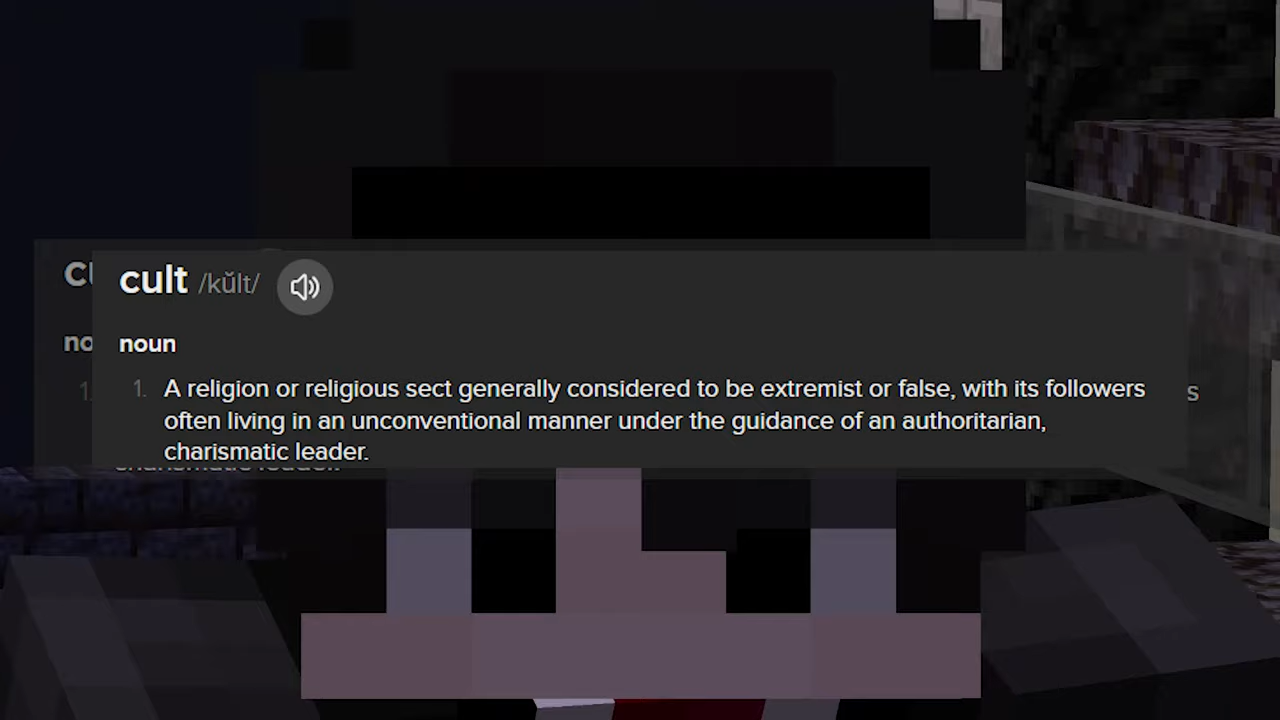 cult /kŭlt/
noun
1. A religion or religious sect generally considered to be extremist or false, with its followers
often living in an unconventional manner under the guidance of an authoritarian,
charismatic leader.